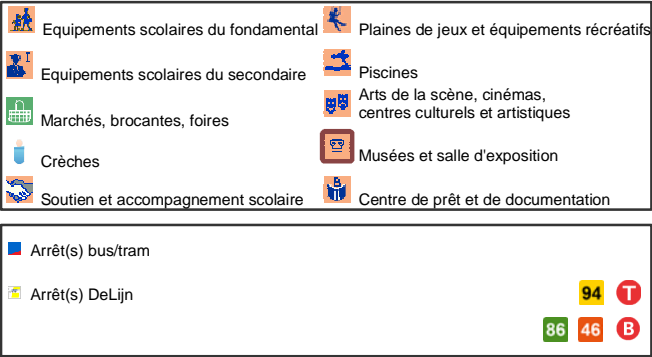 Equipements scolaires du fondamental
Plaines de jeux et équipements récréatifs
Equipements scolaires du secondaire
Piscines
Marchés, brocantes, foires
Arts de la scène, cinémas,
centres culturels et artistiques
Crèches
Musées et salle d'exposition
Soutien et accompagnement scolaire
Centre de prêt et de documentation
Arrêt(s) bus/tram
Arrêt(s) DeLijn
94 T
86 46 B